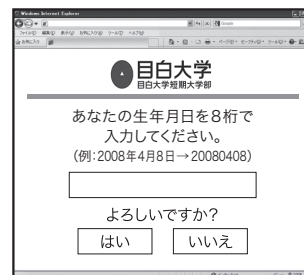 Windows Internet Explorer
Google
目白大学
目白大学短期大学部
あなたの生年月日を8桁で
入力してください。
(例:2008年4月8日→20080408)
よろしいですか?
はい
いいえ